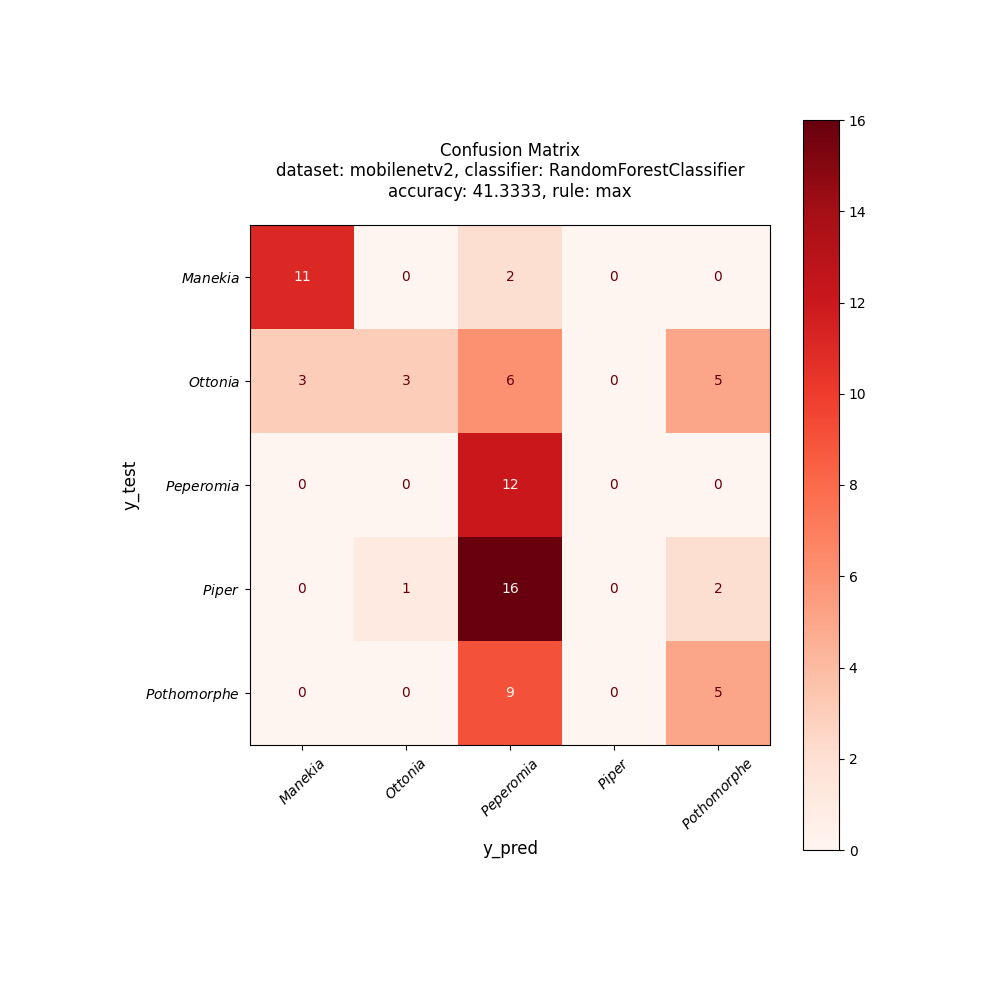 Confusion Matrix
dataset: mobilenetv2, classifier: RandomForestClassifier
accuracy: 41.3333, rule: max
Manekia 11 0 2 0 0
Ottonia 3 3 6 0 5
Peperomia 0 0 12 0 0
Piper 0 1 16 0 2
Pothomorphe 0 0 9 0 5
y_test
Manekia Ottonia Peperomia Piper Pothomorphe
y_pred
16
14
12
10
8
6
4
2
0